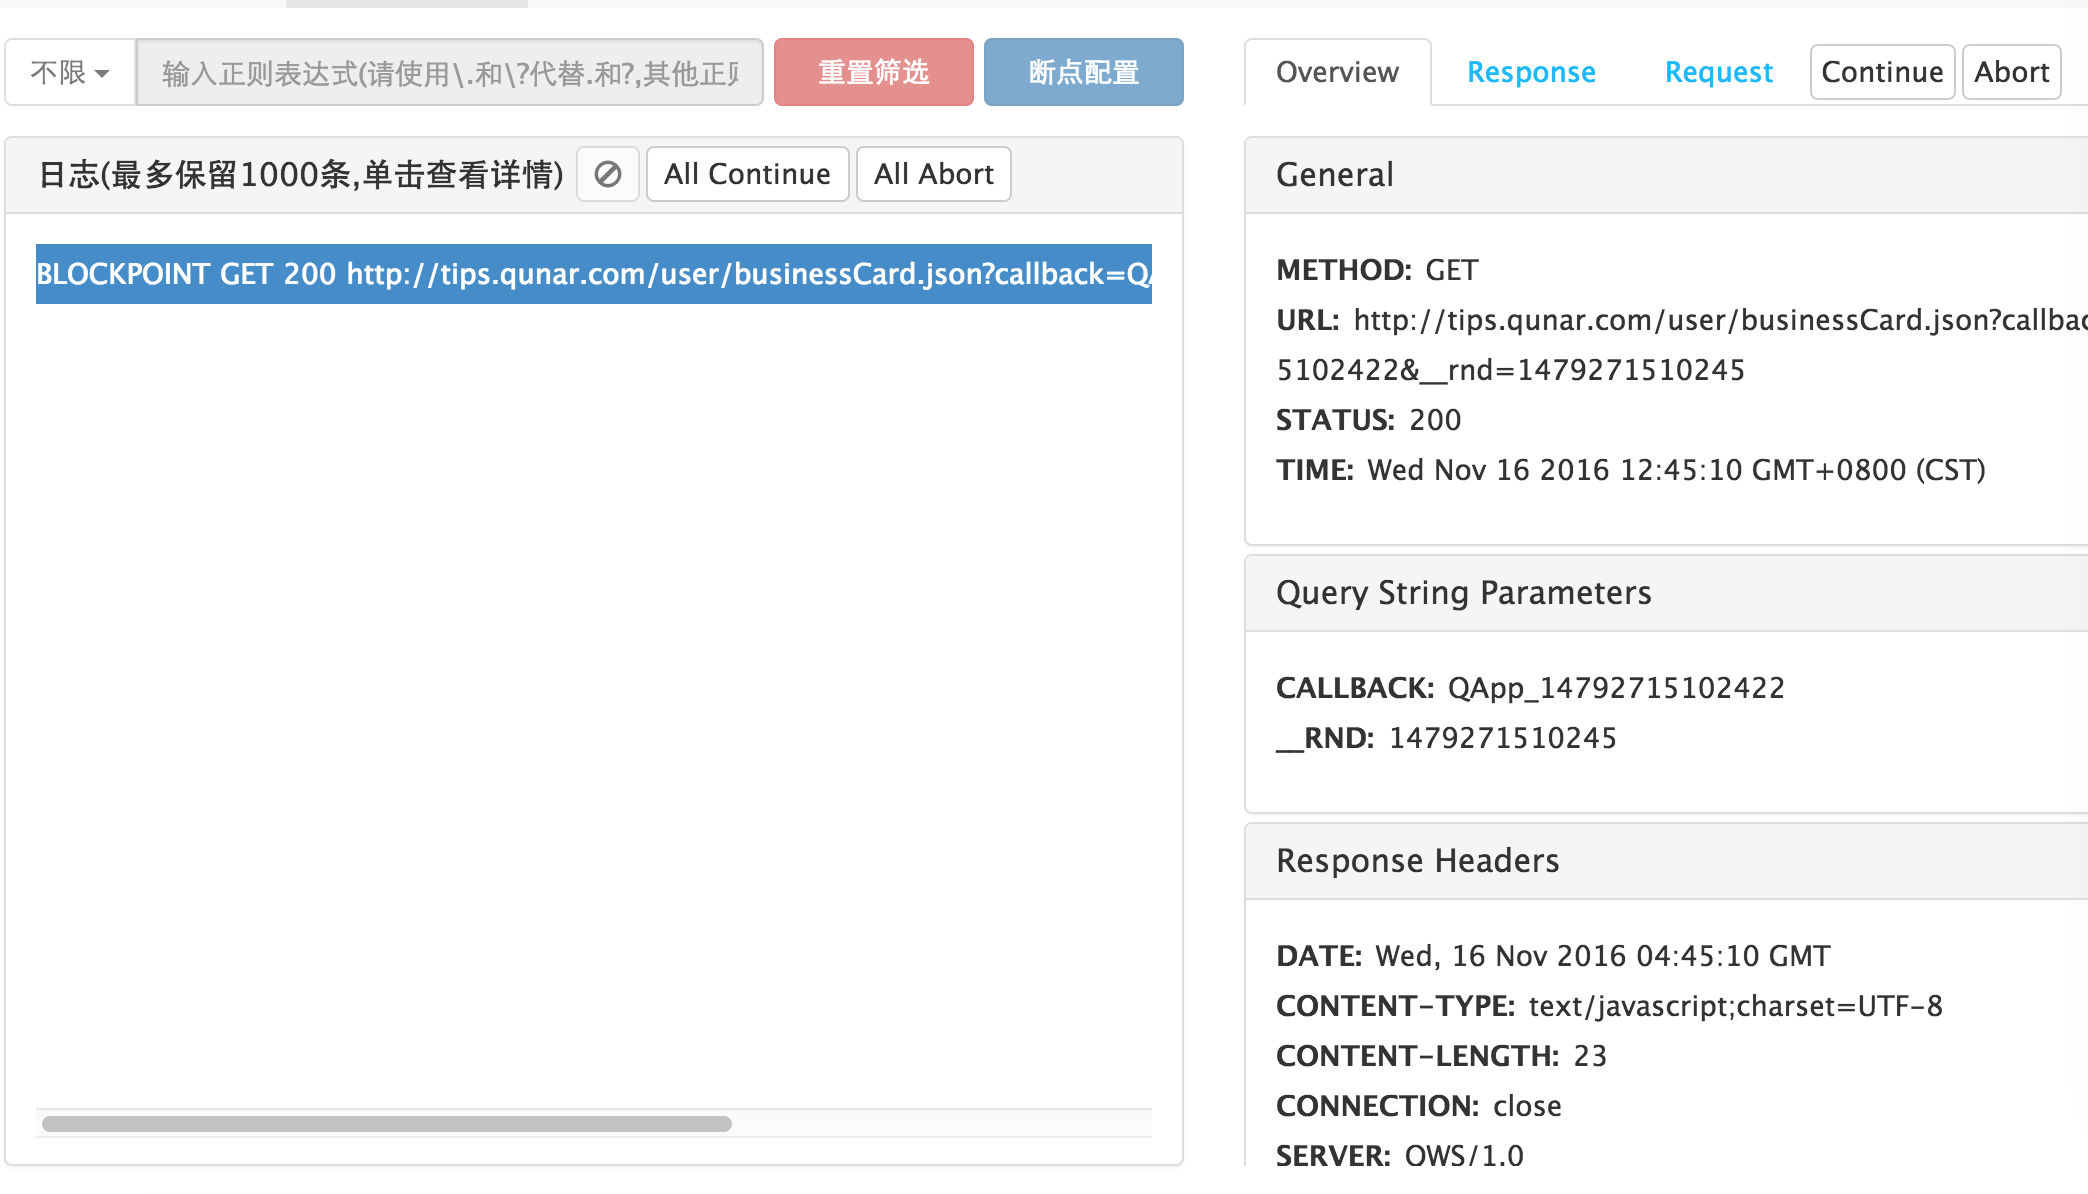 不限
输入正则表达式(请使用\.和\?代替.和?,其他正则
重置筛选
断点配置
Overview
Response
Request
Continue
Abort
日志(最多保留1000条,单击查看详情)
All Continue
All Abort
BLOCKPOINT GET 200 http://tips.qunar.com/user/businessCard.json?callback=Q
General
METHOD: GET
URL: http://tips.qunar.com/user/businessCard.json?callbac
5102422&__rnd=1479271510245
STATUS: 200
TIME: Wed Nov 16 2016 12:45:10 GMT+0800 (CST)
Query String Parameters
CALLBACK: QApp_14792715102422
__RND: 1479271510245
Response Headers
DATE: Wed, 16 Nov 2016 04:45:10 GMT
CONTENT-TYPE: text/javascript;charset=UTF-8
CONTENT-LENGTH: 23
CONNECTION: close
SERVER: QWS/1.0